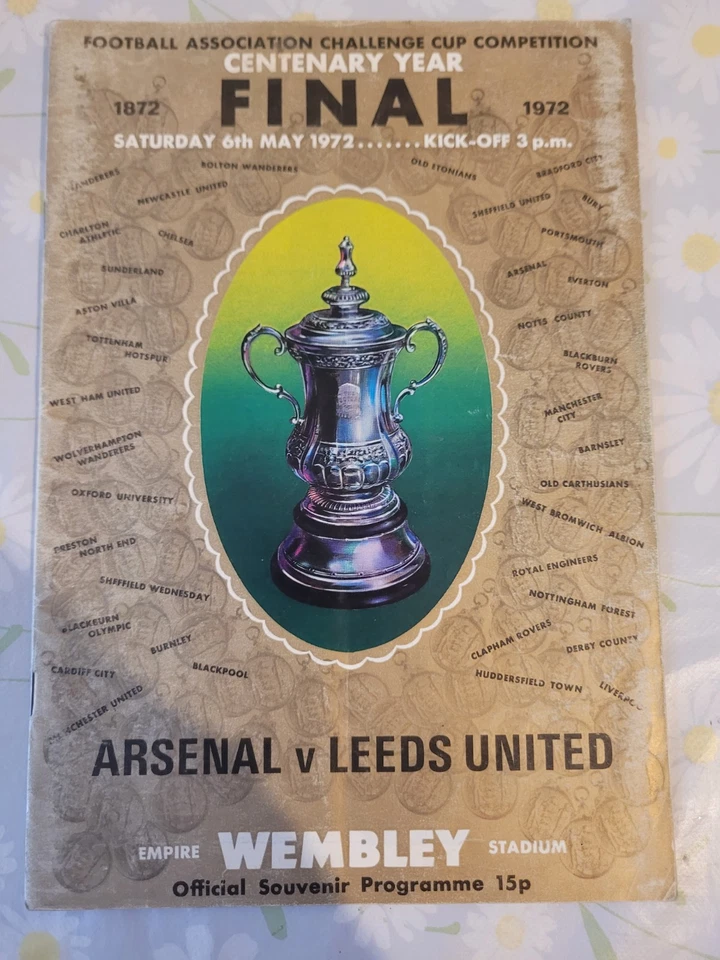 FOOTBALL ASSOCIATION CHALLENGE CUP COMPETITION
CENTENARY YEAR
1872 FINAL 1972
SATURDAY 6th MAY 1972.......KICK-OFF 3 p.m.
BOLTON WANDERERS
OLD ETONIANS
BRADFORD CITY
NEWCASTLE UNITED
SHEFFIELD UNITED
BURY
CHARLTON
ATHLETIC
CHELSEA
PORTSMOUTH
SUNDERLAND
ARSENAL
EVERTON
ASTON VILLA
NOTTS COUNTY
TOTTENHAM
HOTSPUR
BLACKBURN
ROVERS
WEST HAM UNITED
MANCHESTER
CITY
WOLVERHAMPTON
WANDERERS
BARNSLEY
OXFORD UNIVERSITY
OLD CARTHUSIANS
WEST BROMWICH ALBION
PRESTON
NORTH END
ROYAL ENGINEERS
SHEFFIELD WEDNESDAY
NOTTINGHAM FOREST
BLACKBURN
OLYMPIC
BURNLEY
CLAPHAM ROVERS
DERBY COUNTY
CARDIFF CITY
BLACKPOOL
HUDDERSFIELD TOWN
UNITED
ARSENAL v LEEDS UNITED
EMPIRE WEMBLEY STADIUM
Official Souvenir Programme 15p